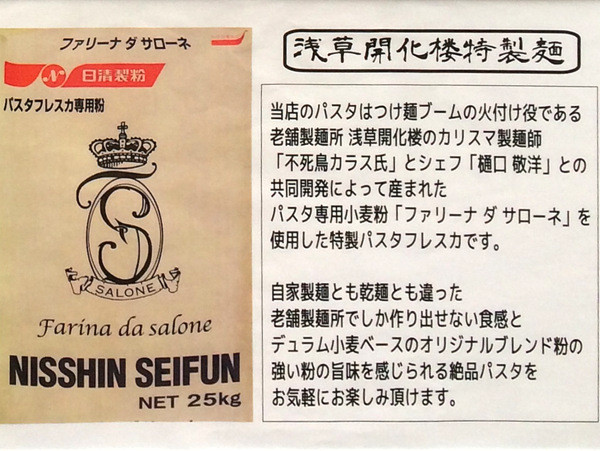 ファリーナ ダ サローネ
N 日清製粉
パスタフレスカ専用粉
S
SALONE
Farina da salone
NISSHIN SEIFUN
NET 25kg
浅草開化楼特製麺
当店のパスタはつけ麺ブームの火付け役である
老舗製麺所 浅草開化楼のカリスマ製麺師
「不死鳥カラス氏」とシェフ「樋口 敬洋」との
共同開発によって産まれた
パスタ専用小麦粉「ファリーナ ダ サローネ」を
使用した特製パスタフレスカです。
自家製麺とも乾麺とも違った
老舗製麺所でしか作り出せない食感と
デュラム小麦ベースのオリジナルブレンド粉の
強い粉の旨味を感じられる絶品パスタを
お気軽にお楽しみ頂けます。